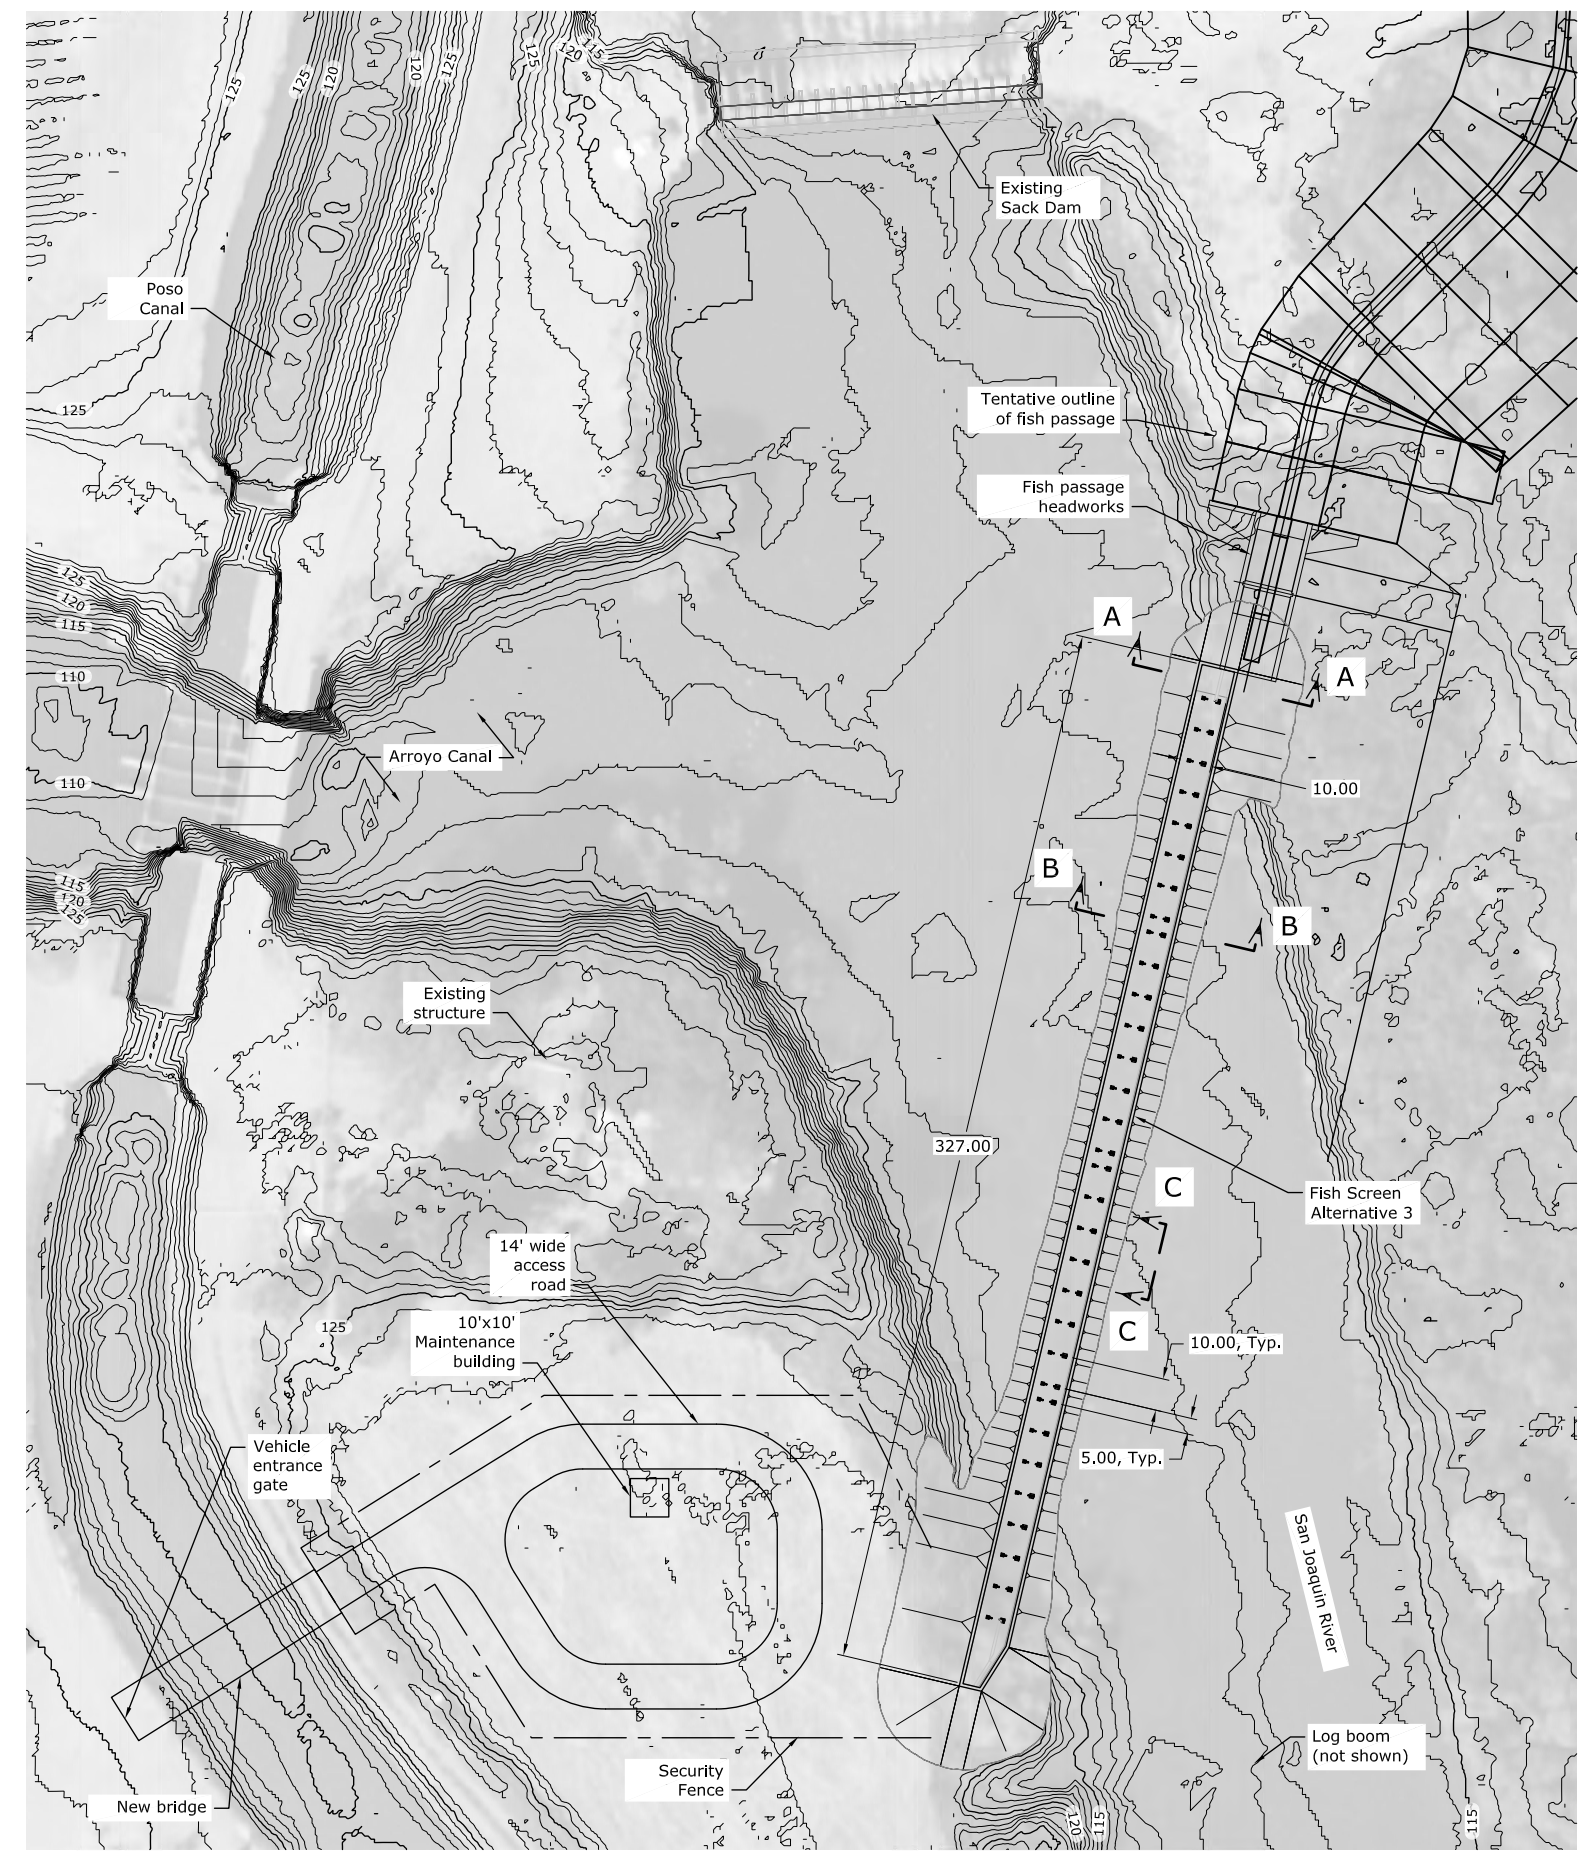 125
125
120
120
125
125
120
115
Existing
Sack Dam
Poso
Canal
125
Tentative outline
of fish passage
Fish passage
headworks
125
120
115
A
A
110
Arroyo Canal
110
10.00
B
B
115
120
125
Existing
structure
327.00
C
Fish Screen
Alternative 3
14' wide
access
road
125
10'x10'
Maintenance
building
C
10.00, Typ.
Vehicle
entrance
gate
5.00, Typ.
San Joaquin River
Log boom
(not shown)
Security
Fence
New bridge
120
115
115